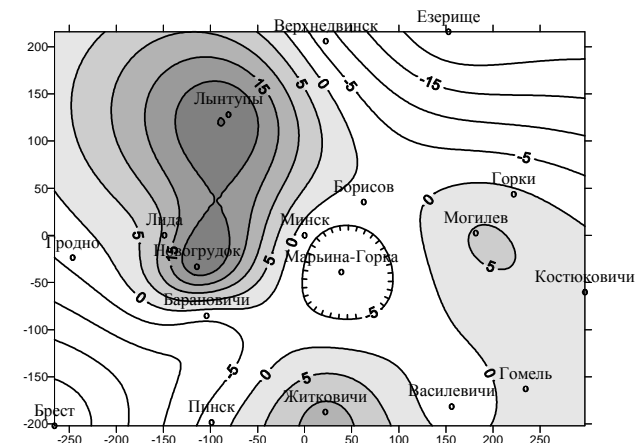 Езерище
Верхнедвинск
200
5
0
-5
-15
15
150
Лынтупы
100
-5
Борисов
Горки
50
0
Лида
Минск
Могилев
0
5
0
Гродно
15
Новогрудок
5
Марьина-Горка
5
-50
Костюковичи
0
Барановичи
-5
-100
-5
0
5
0
Гомель
-150
Житковичи
Василевичи
Брест
Пинск
-200
-250
-200
-150
-100
-50
0
50
100
150
200
250